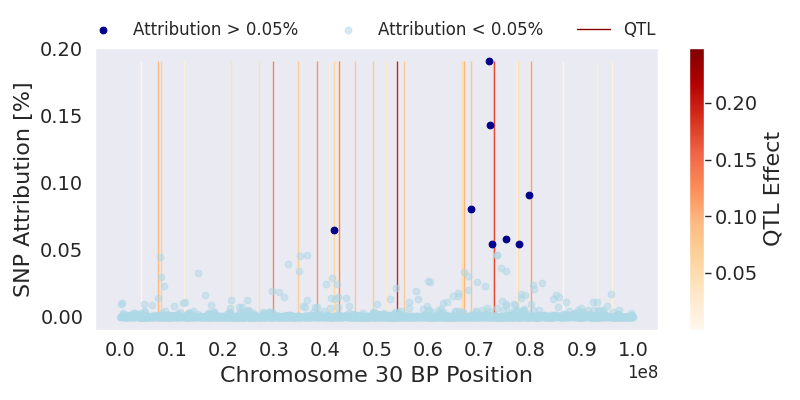 Attribution > 0.05% Attribution < 0.05% QTL
SNP Attribution [%]
0.20
0.15
0.10
0.05
0.00
0.0 0.1 0.2 0.3 0.4 0.5 0.6 0.7 0.8 0.9 1.0
1e8
Chromosome 30 BP Position
0.20
0.15
0.10
0.05
QTL Effect